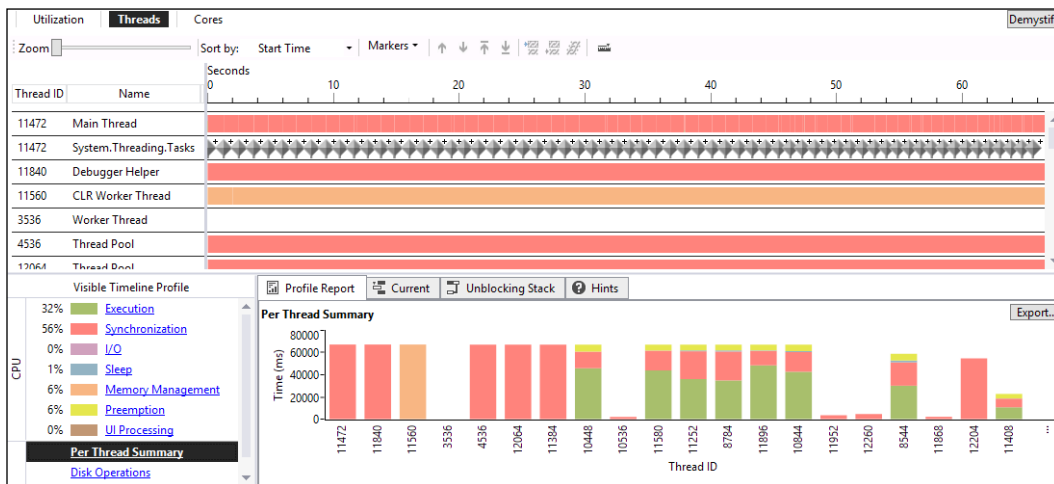 Utilization Threads Cores Demystif
Zoom Sort by: Start Time Markers
Seconds
Thread ID Name 0 10 20 30 40 50 60
11472 Main Thread
11472 System.Threading.Tasks
11840 Debugger Helper
11560 CLR Worker Thread
3536 Worker Thread
4536 Thread Pool
12064 Thread Pool
Visible Timeline Profile
32% Execution
56% Synchronization
0% I/O
1% Sleep
6% Memory Management
6% Preemption
0% UI Processing
CPU
Per Thread Summary
Disk Operations
Profile Report Current Unblocking Stack Hints
Per Thread Summary Export...
Time (ms)
80000
60000
40000
20000
0
11472 11840 11560 3536 4536 12064 11384 10448 10536 11580 11252 8784 11896 10844 11952 12260 8544 11868 12204 11408
Thread ID